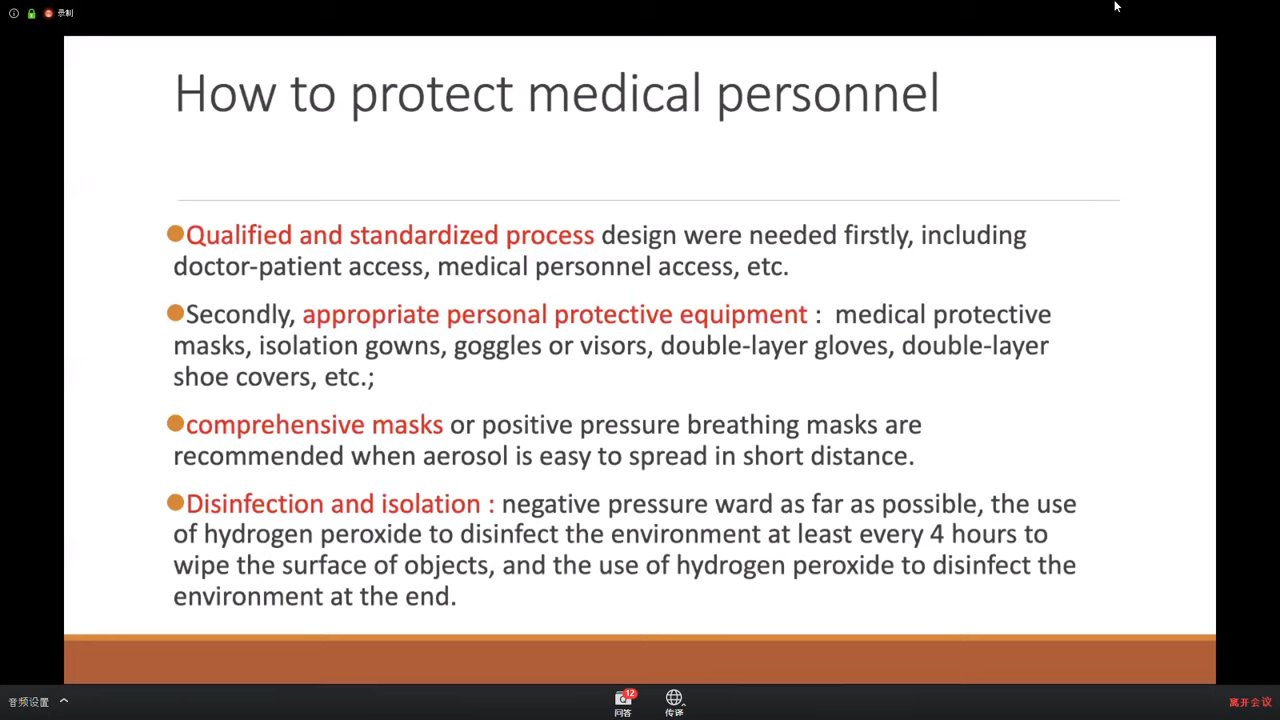 录制
How to protect medical personnel
Qualified and standardized process design were needed firstly, including
doctor-patient access, medical personnel access, etc.
Secondly, appropriate personal protective equipment : medical protective
masks, isolation gowns, goggles or visors, double-layer gloves, double-layer
shoe covers, etc.;
comprehensive masks or positive pressure breathing masks are
recommended when aerosol is easy to spread in short distance.
Disinfection and isolation : negative pressure ward as far as possible, the use
of hydrogen peroxide to disinfect the environment at least every 4 hours to
wipe the surface of objects, and the use of hydrogen peroxide to disinfect the
environment at the end.
音频设置
12
问答
传译
离开会议